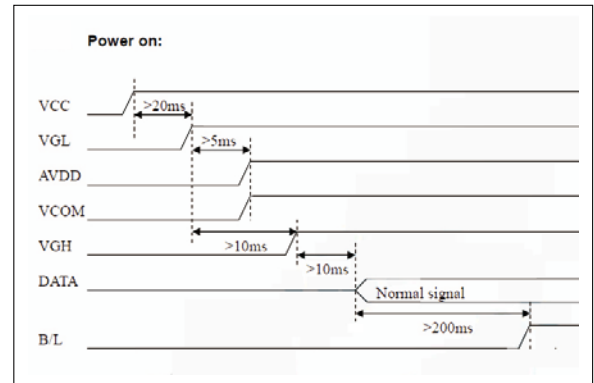 Power on:
VCC
>20ms
VGL
>5ms
AVDD
VCOM
VGH
>10ms
>10ms
DATA
Normal signal
>200ms
B/L